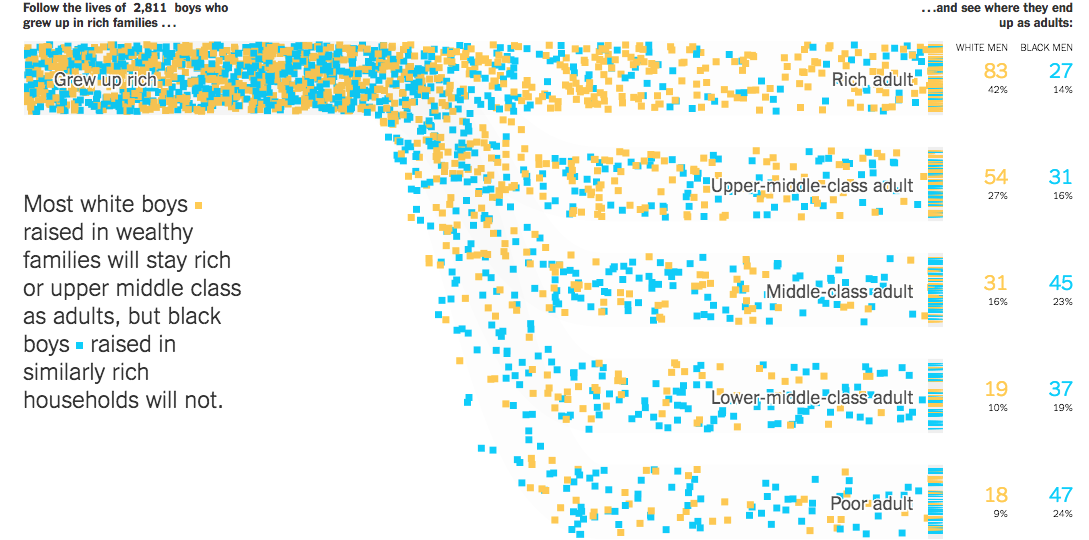 Follow the lives of 2,811 boys who
grew up in rich families ...
...and see where they end
up as adults:
WHITE MEN BLACK MEN
Grew up rich
Rich adult
83 27
42% 14%
Upper-middle-class adult
54 31
27% 16%
Most white boys
raised in wealthy
families will stay rich
or upper middle class
as adults, but black
boys raised in
similarly rich
households will not.
Middle-class adult
31 45
16% 23%
Lower-middle-class adult
19 37
10% 19%
Poor adult
18 47
9% 24%